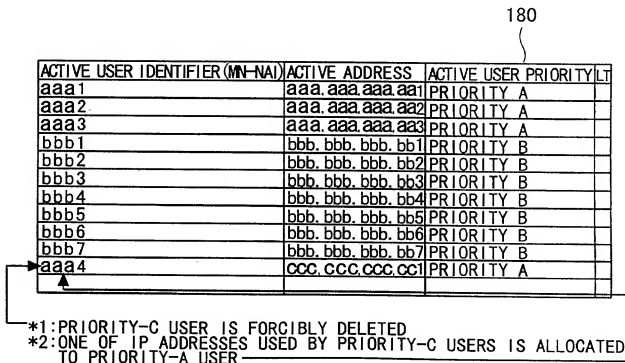 180
ACTIVE USER IDENTIFIER(MN-NAI) ACTIVE ADDRESS ACTIVE USER PRIORITY LT
aaa1 aaa.aaa.aaa.aa1 PRIORITY A
aaa2 aaa.aaa.aaa.aa2 PRIORITY A
aaa3 aaa.aaa.aaa.aa3 PRIORITY A
bbb1 bbb.bbb.bbb.bb1 PRIORITY B
bbb2 bbb.bbb.bbb.bb2 PRIORITY B
bbb3 bbb.bbb.bbb.bb3 PRIORITY B
bbb4 bbb.bbb.bbb.bb4 PRIORITY B
bbb5 bbb.bbb.bbb.bb5 PRIORITY B
bbb6 bbb.bbb.bbb.bb6 PRIORITY B
bbb7 bbb.bbb.bbb.bb7 PRIORITY B
aaa4 ccc.ccc.ccc.cc1 PRIORITY A
*1:PRIORITY-C USER IS FORCIBLY DELETED
*2:ONE OF IP ADDRESSES USED BY PRIORITY-C USERS IS ALLOCATED
TO PRIORITY-A USER